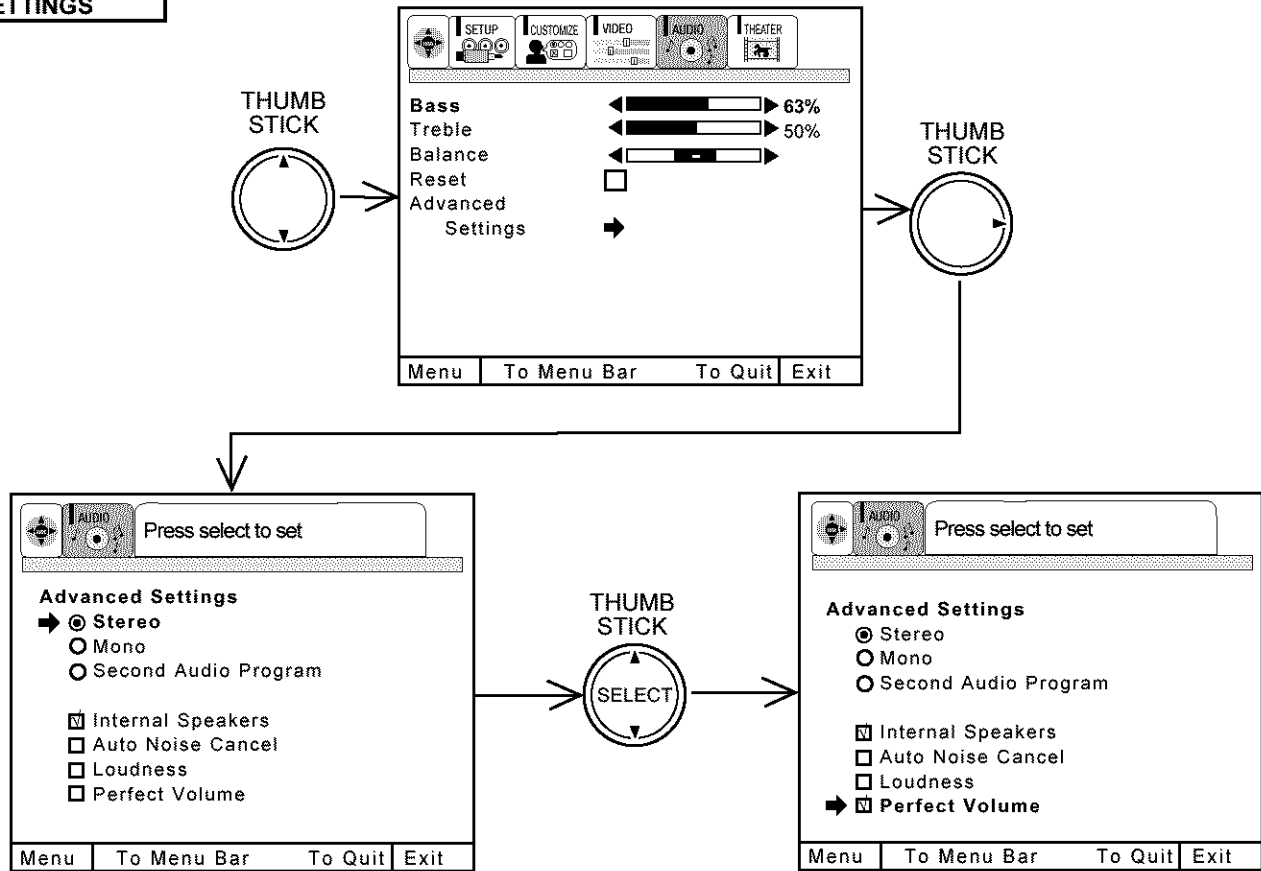 SETTINGS
THUMB
STICK
SETUP
CUSTOMIZE
VIDEO
AUDIO
THEATER
Bass 63%
Treble 50%
Balance
Reset
Advanced
Settings
Menu To Menu Bar To Quit Exit
THUMB
STICK
AUDIO
Press select to set
Advanced Settings
Stereo
Mono
Second Audio Program
Internal Speakers
Auto Noise Cancel
Loudness
Perfect Volume
Menu To Menu Bar To Quit Exit
THUMB
STICK
SELECT
AUDIO
Press select to set
Advanced Settings
Stereo
Mono
Second Audio Program
Internal Speakers
Auto Noise Cancel
Loudness
Perfect Volume
Menu To Menu Bar To Quit Exit